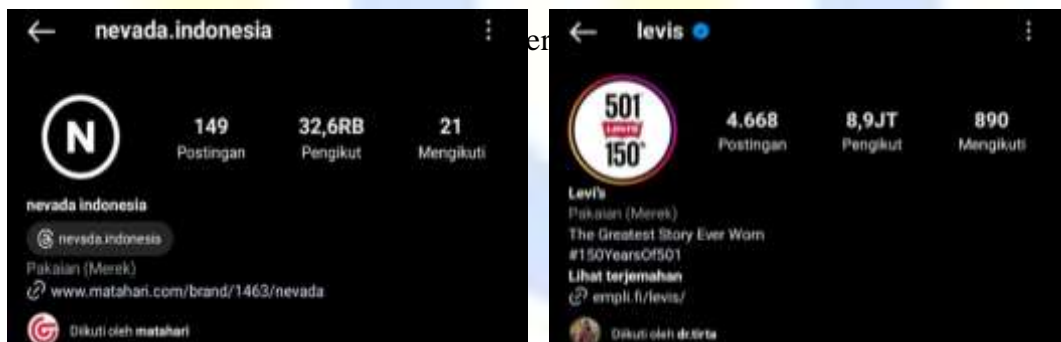 nevada.indonesia
N
149 32,6RB 21
Postingan Pengikut Mengikuti
nevada indonesia
nevada.indonesia
Pakaian (Merek)
www.matahari.com/brand/1463/nevada
Diikuti oleh matahari
er
levis
501
Levi's
150
4.668 8,9JT 890
Postingan Pengikut Mengikuti
Levi's
Pakaian (Merek)
The Greatest Story Ever Worn
#150YearsOf501
Lihat terjemahan
empli.fi/levis/
Diikuti oleh dr.tirta